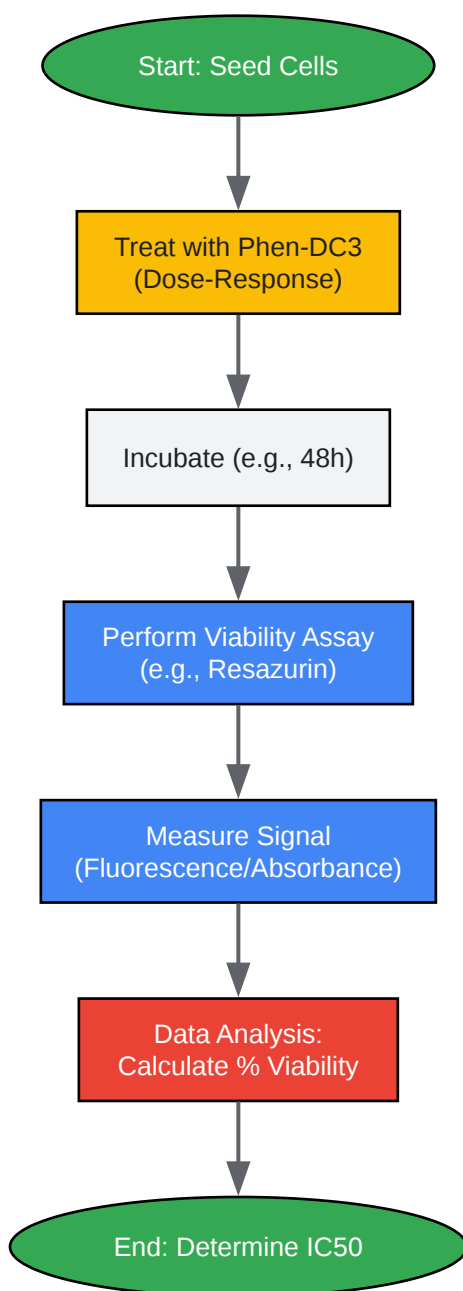 Start: Seed Cells
Treat with Phen-DC3
(Dose-Response)
Incubate (e.g., 48h)
Perform Viability Assay
(e.g., Resazurin)
Measure Signal
(Fluorescence/Absorbance)
Data Analysis:
Calculate % Viability
End: Determine IC50